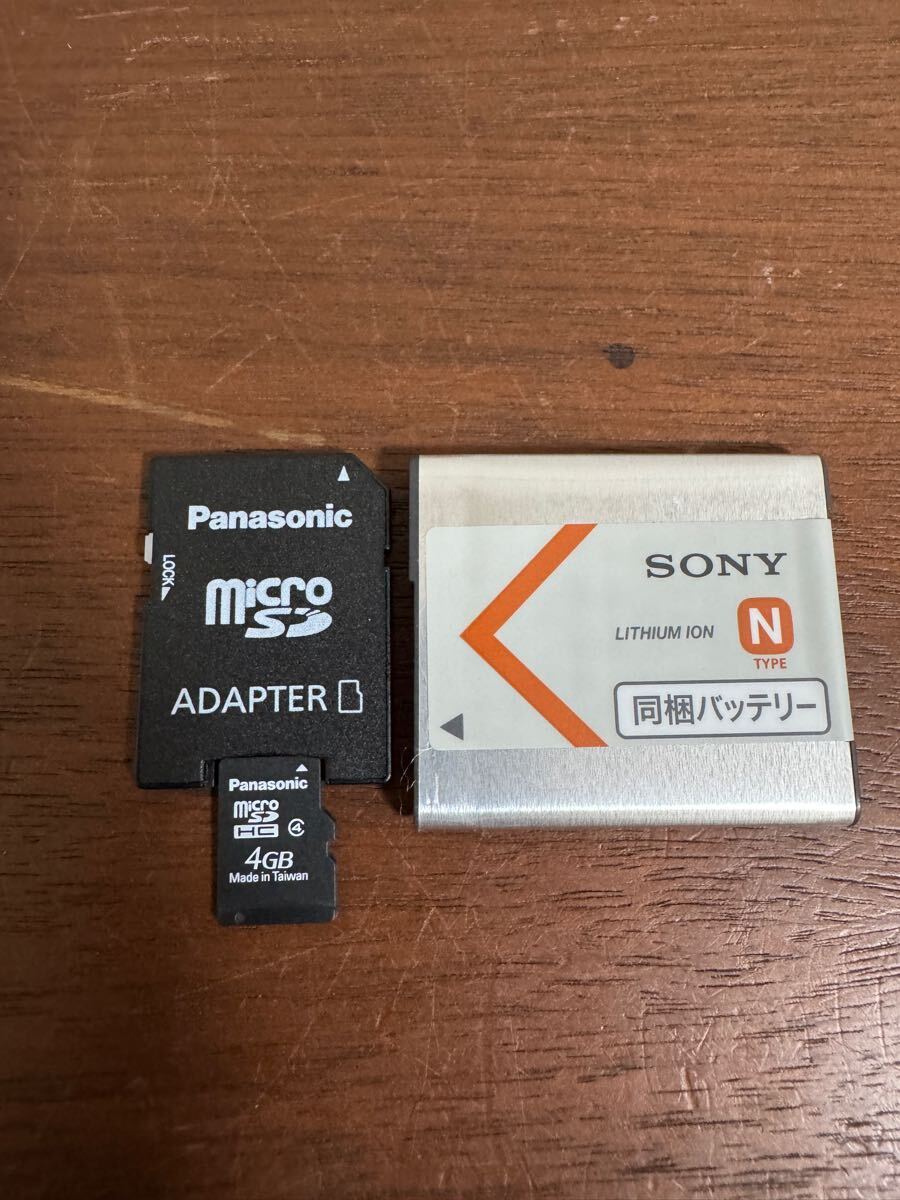 Panasonic
LOCK
micro
SD
ADAPTER
Panasonic
micro
SD
HC 4
4GB
Made in Taiwan
SONY
LITHIUM ION
N
TYPE
同梱バッテリー